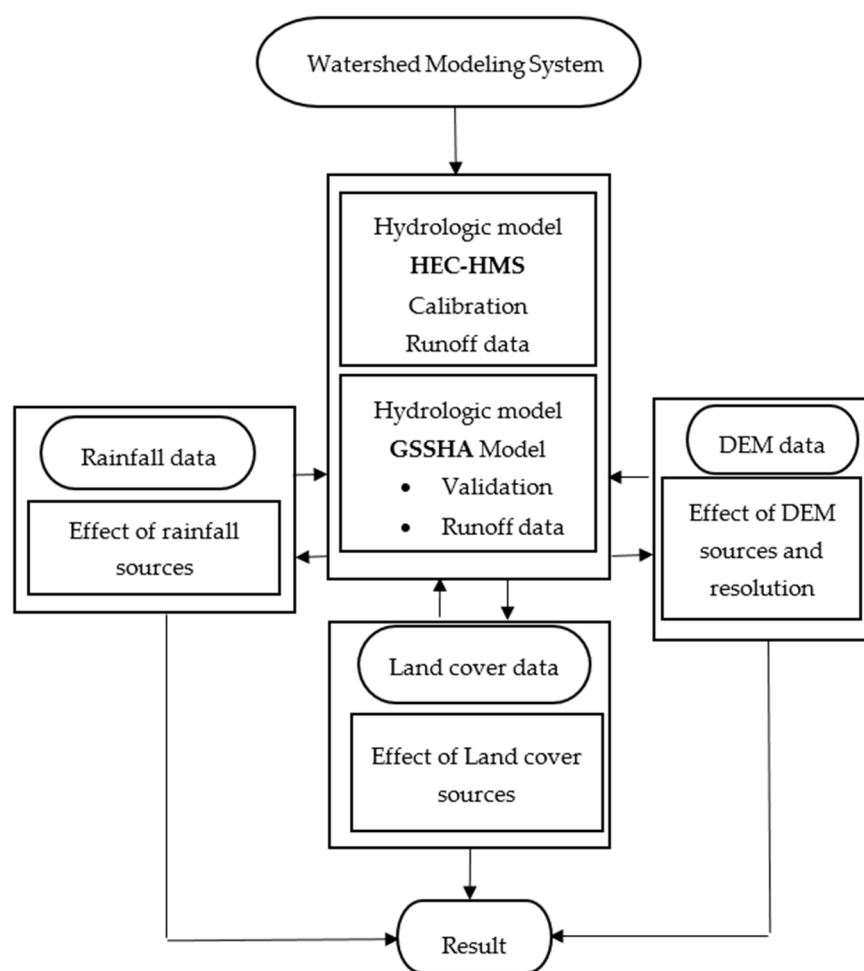 Watershed Modeling System
Hydrologic model
HEC-HMS
Calibration
Runoff data
Hydrologic model
GSSHA Model
• Validation
• Runoff data
Rainfall data
Effect of rainfall
sources
DEM data
Effect of DEM
sources and
resolution
Land cover data
Effect of Land cover
sources
Result